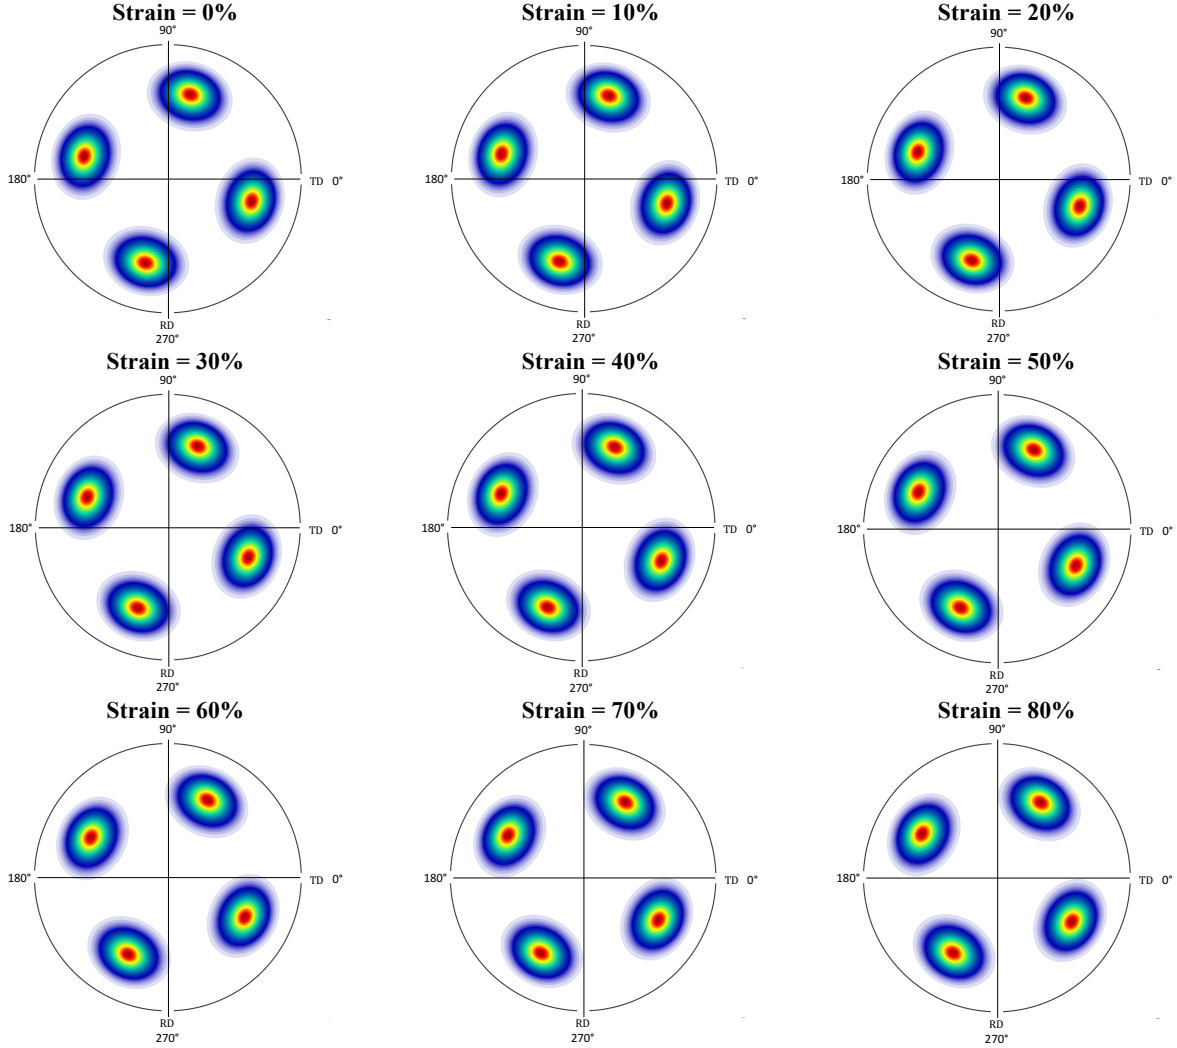 Strain = 0%
Strain = 10%
Strain = 20%
90°
90°
90°
180°
TD 0°
180°
TD 0°
180°
TD 0°
RD
270°
RD
270°
RD
270°
Strain = 30%
Strain = 40%
Strain = 50%
90°
90°
90°
180°
TD 0°
180°
TD 0°
180°
TD 0°
RD
270°
RD
270°
RD
270°
Strain = 60%
Strain = 70%
Strain = 80%
90°
90°
90°
180°
TD 0°
180°
TD 0°
180°
TD 0°
RD
270°
RD
270°
RD
270°